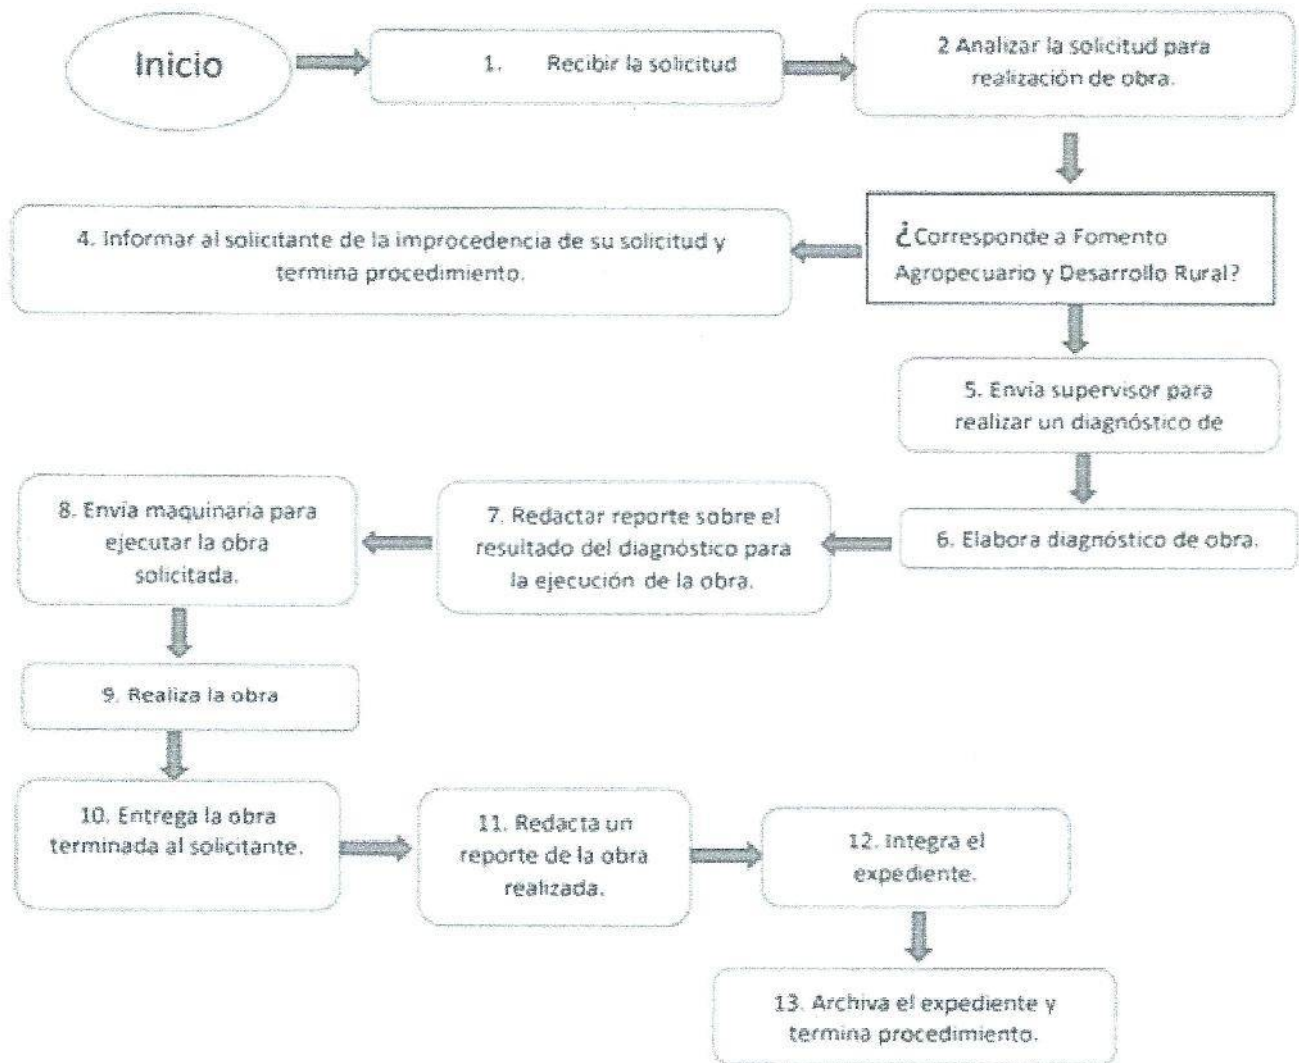 Inicio
1. Recibir la solicitud
2 Analizar la solicitud para
realización de obra.
¿Corresponde a Fomento
Agropecuario y Desarrollo Rural?
4. Informar al solicitante de la improcedencia de su solicitud y
termina procedimiento.
5. Envía supervisor para
realizar un diagnóstico de
6. Elabora diagnóstico de obra.
7. Redactar reporte sobre el
resultado del diagnóstico para
la ejecución de la obra.
8. Envía maquinaria para
ejecutar la obra
solicitada.
9. Realiza la obra
10. Entrega la obra
terminada al solicitante.
11. Redacta un
reporte de la obra
realizada.
12. Integra el
expediente.
13. Archiva el expediente y
termina procedimiento.